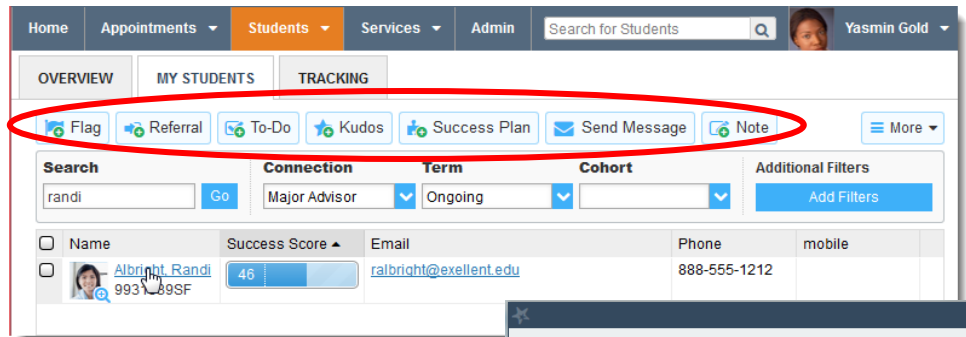 Home Appointments Students Services Admin Search for Students Yasmin Gold
OVERVIEW MY STUDENTS TRACKING
Flag Referral To-Do Kudos Success Plan Send Message Note More
Search Connection Term Cohort Additional Filters
randi Go Major Advisor Ongoing Add Filters
Name Success Score Email Phone mobile
Albright, Randi 46 ralbright@exellent.edu 888-555-1212